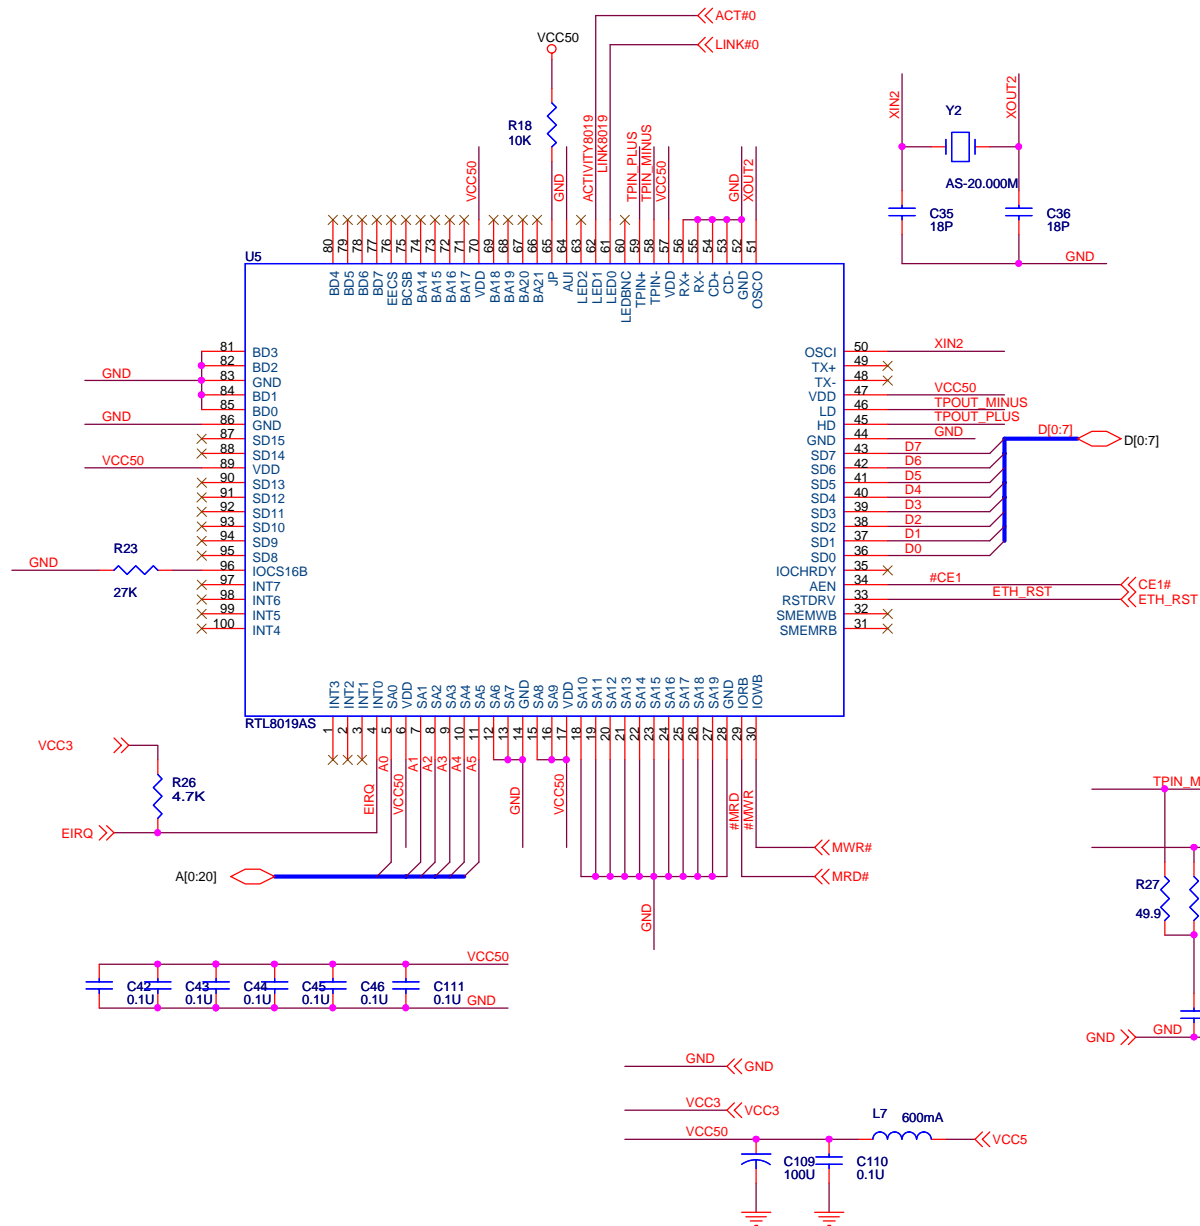 ACT#0
VCC50
LINK#0
R18
10K
VCC50
GND
ACTIVITY8019
LINK8019
TPIN_PLUS
TPIN_MINUS
VCC50
GND
XOUT2
XIN2
Y2
XOUT2
AS-20.000M
C35
18P
C36
18P
GND
U5
80 79 78 77 76 75 74 73 72 71 70 69 68 67 66 65 64 63 62 61 60 59 58 57 56 55 54 53 52 51
BD4 BD5 BD6 BD7 EECS BCSB BA14 BA15 BA16 BA17 VDD BA18 BA19 BA20 BA21 JP AUI LED2 LED1 LED0 LEDBNC TPIN+ TPIN- VDD RX+ RX- CD+ CD- GND OSCO
81 BD3
82 BD2
GND 83 GND
84 BD1
85 BD0
GND 86 GND
87 SD15
88 SD14
VCC50 89 VDD
90 SD13
91 SD12
92 SD11
93 SD10
94 SD9
95 SD8
GND R23 27K 96 IOCS16B
97 INT7
98 INT6
99 INT5
100 INT4
OSCI 50 XIN2
TX+ 49
TX- 48
VDD 47 VCC50
LD 46 TPOUT_MINUS
HD 45 TPOUT_PLUS
GND 44 GND
D[0:7] D[0:7]
SD7 43 D7
SD6 42 D6
SD5 41 D5
SD4 40 D4
SD3 39 D3
SD2 38 D2
SD1 37 D1
SD0 36 D0
IOCHRDY 35
AEN 34 #CE1 CE1#
RSTDRV 33 ETH_RST ETH_RST
SMEMWB 32
SMEMRB 31
INT3 INT2 INT1 INT0 SA0 VDD SA1 SA2 SA3 SA4 SA5 SA6 SA7 GND SA8 SA9 VDD SA10 SA11 SA12 SA13 SA14 SA15 SA16 SA17 SA18 SA19 GND IORB IOWB
RTL8019AS
1 2 3 4 5 6 7 8 9 10 11 12 13 14 15 16 17 18 19 20 21 22 23 24 25 26 27 28 29 30
VCC3
R26
4.7K
EIRQ
EIRQ A0 VCC50 A1 A2 A3 A4 A5 GND VCC50 GND #MRD #MWR
MWR#
MRD#
A[0:20]
TPIN_M
R27
49.9
GND GND
VCC50
C42 C43 C44 C45 C46 C111
0.1U 0.1U 0.1U 0.1U 0.1U 0.1U
GND
GND GND
VCC3 VCC3
VCC50
L7 600mA
VCC5
C109
100U
C110
0.1U